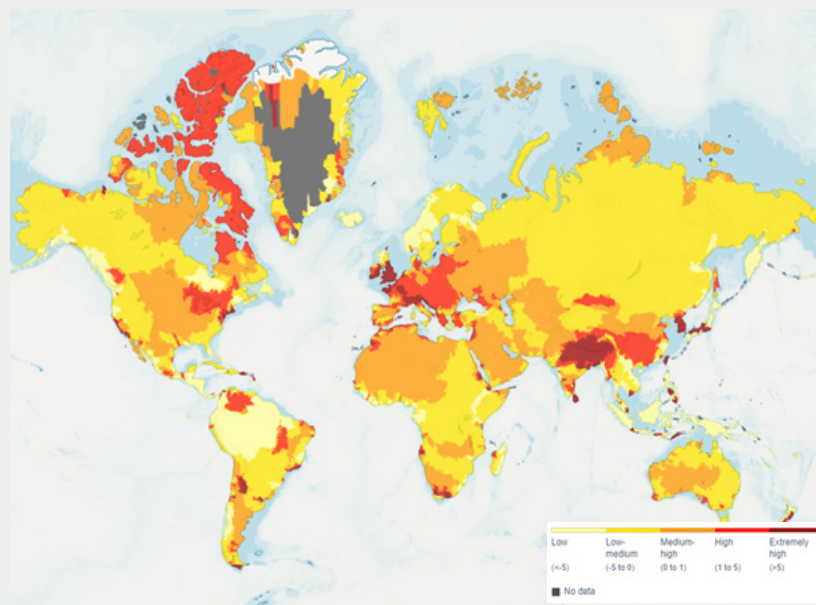 Low Low- Medium- High Extremely
medium high high
(<-5) (-5 to 0) (0 to 1) (1 to 5) (>5)
No data